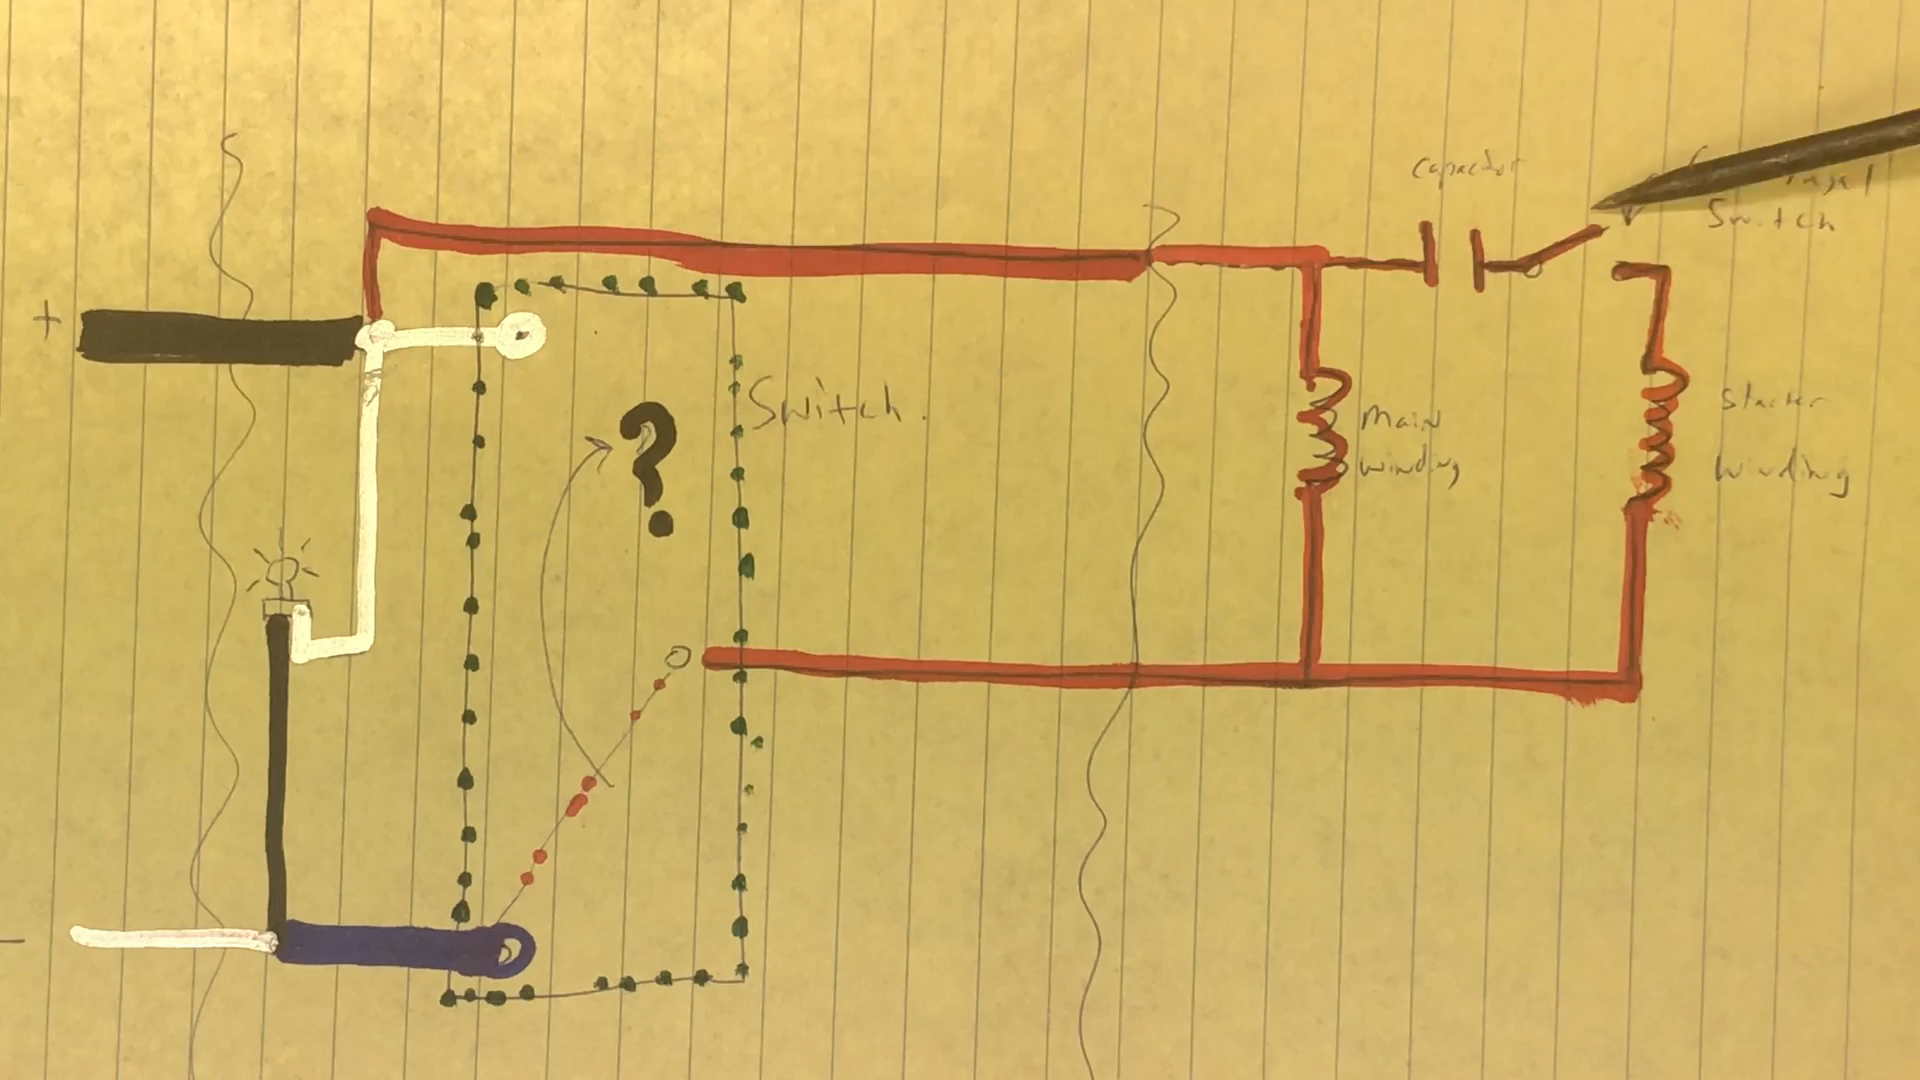 +
capacitor
Switch
Switch.
?
Main
winding
Starter
Winding
-